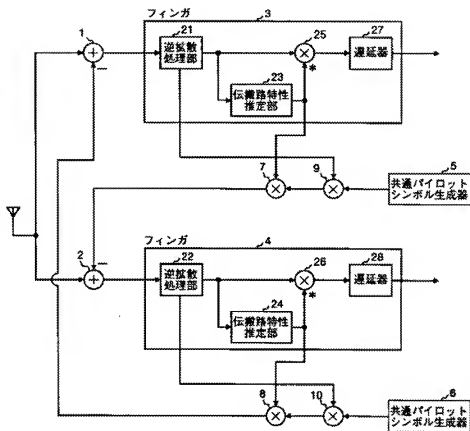 フィンガ
3
1
21
逆拡散
処理部
25
27
遅延器
*
23
伝搬路特性
推定部
7
9
5
共通パイロット
シンボル生成器
フィンガ
4
2
22
逆拡散
処理部
26
28
遅延器
*
24
伝搬路特性
推定部
8
10
6
共通パイロット
シンボル生成器